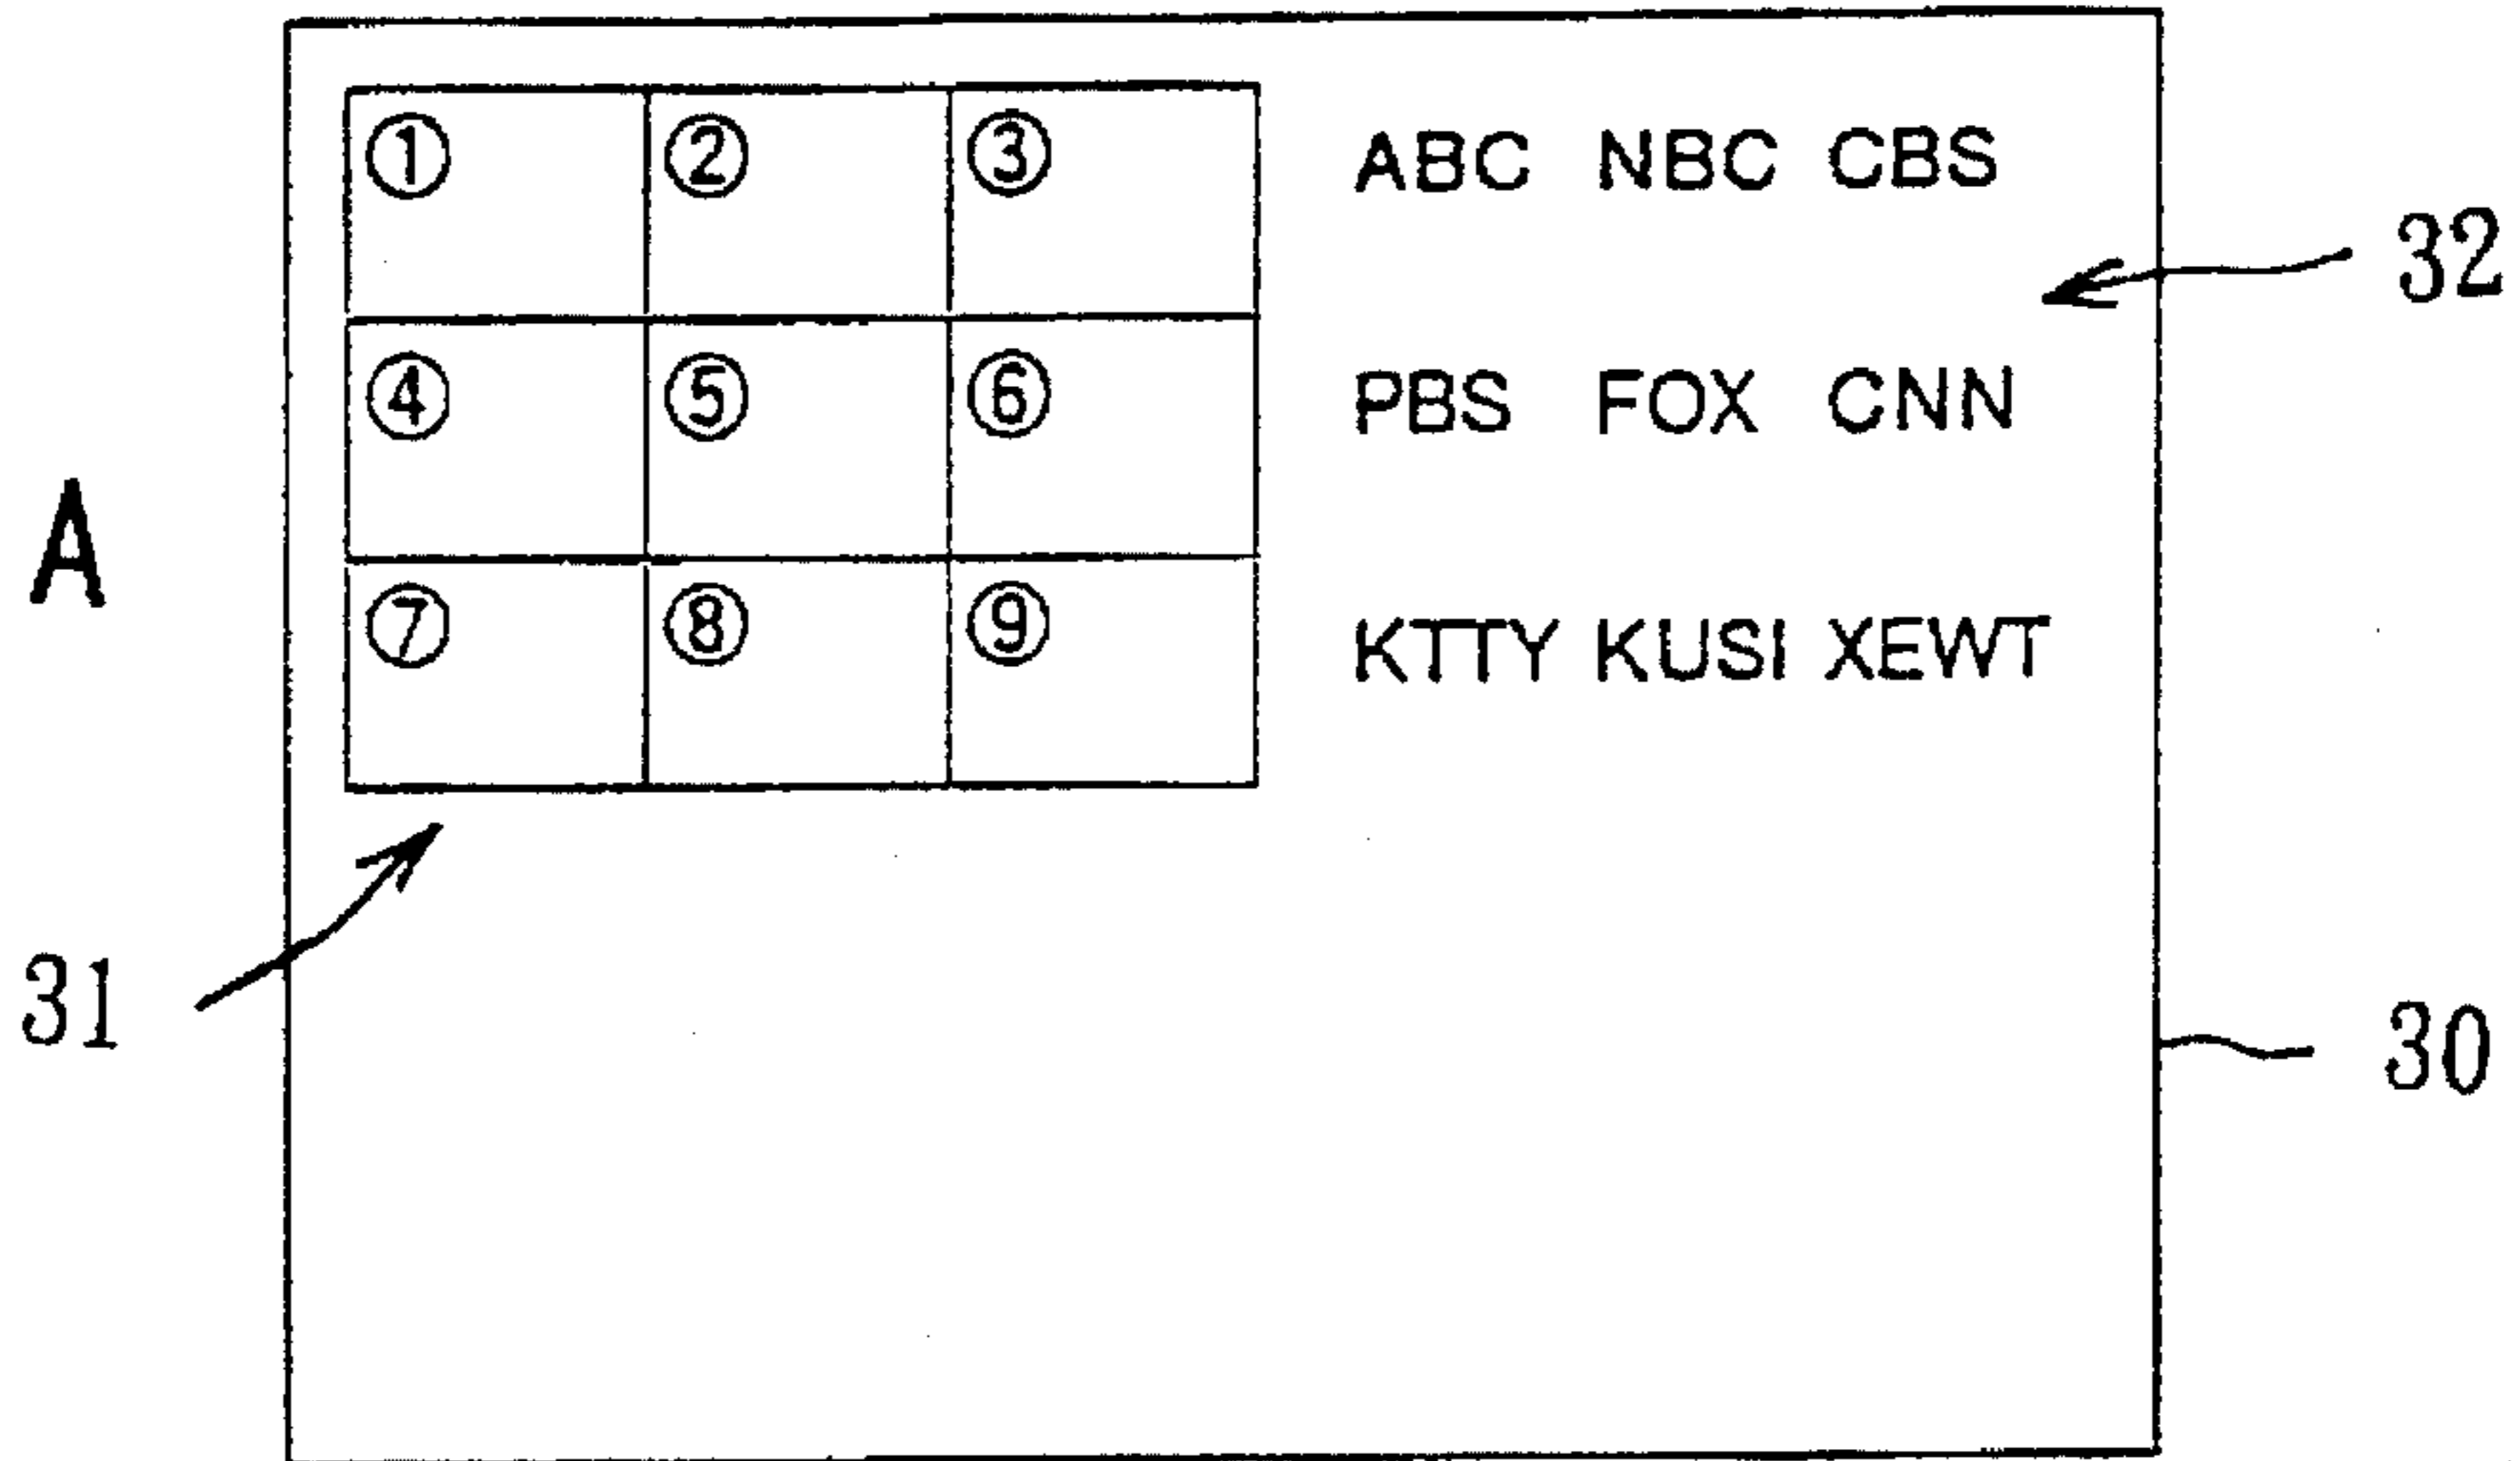 ① ② ③ ABC NBC CBS
32
④ ⑤ ⑥ PBS FOX CNN
A
⑦ ⑧ ⑨ KTTY KUSI XEWT
31
30